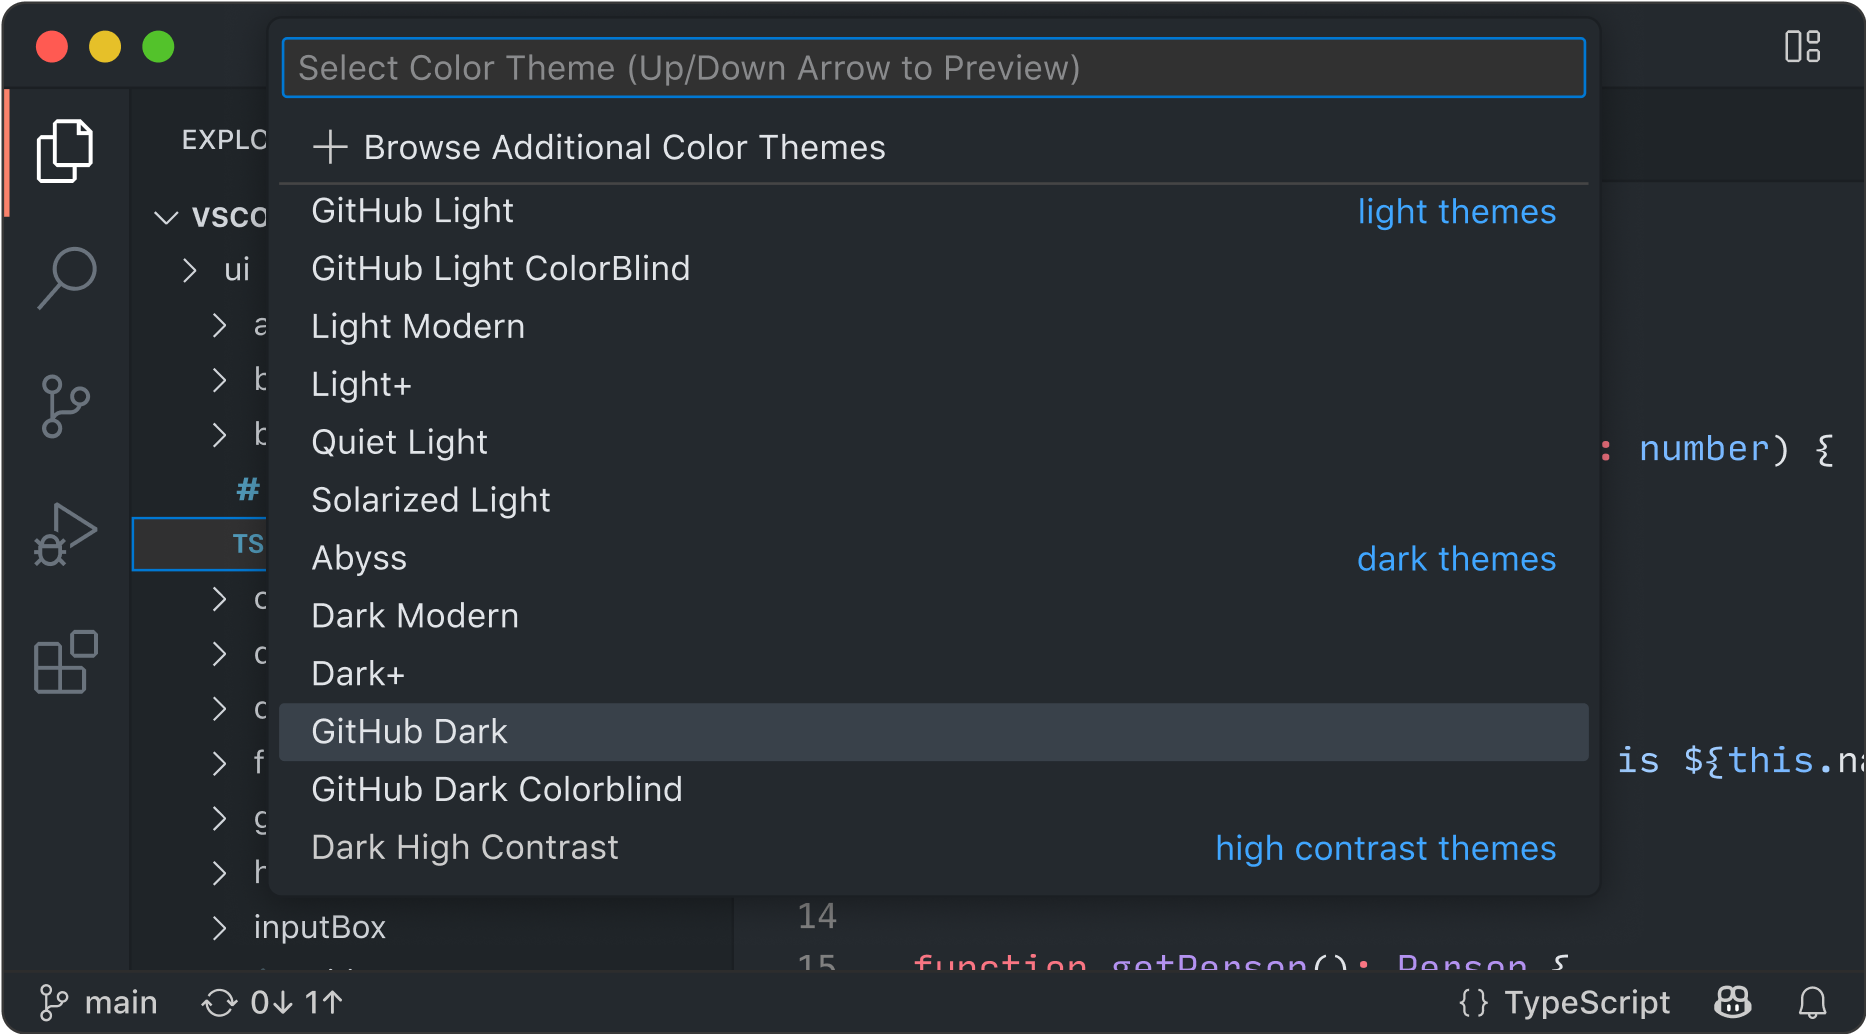 Select Color Theme (Up/Down Arrow to Preview)
Browse Additional Color Themes
GitHub Light light themes
GitHub Light ColorBlind
Light Modern
Light+
Quiet Light
Solarized Light
Abyss dark themes
Dark Modern
Dark+
GitHub Dark
GitHub Dark Colorblind
Dark High Contrast high contrast themes
EXPLO
VSCO
ui
#
TS
inputBox
: number) {
is ${this.na
14
15 function getPerson(): Person {
main 0↓ 1↑ {} TypeScript